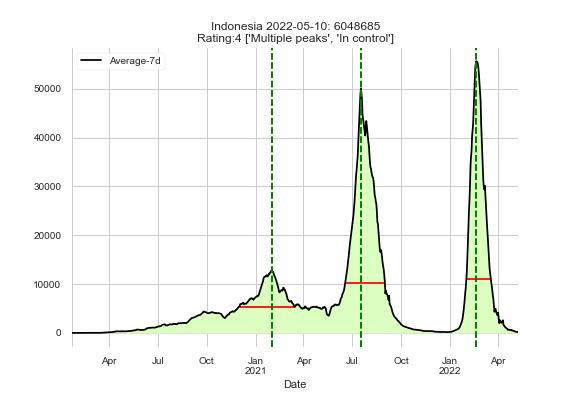 Indonesia 2022-05-10: 6048685
Rating:4 ['Multiple peaks', 'In control']
Average-7d
50000
40000
30000
20000
10000
0
Apr Jul Oct Jan Apr Jul Oct Jan Apr
2021 2022
Date